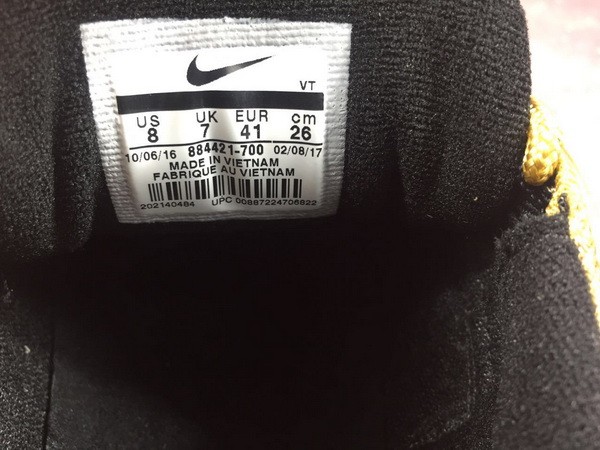 VT
US UK EUR cm
8 7 41 26
10/06/16 884421-700 02/08/17
MADE IN VIETNAM
FABRIQUE AU VIETNAM
202140484 UPC 00887224706822